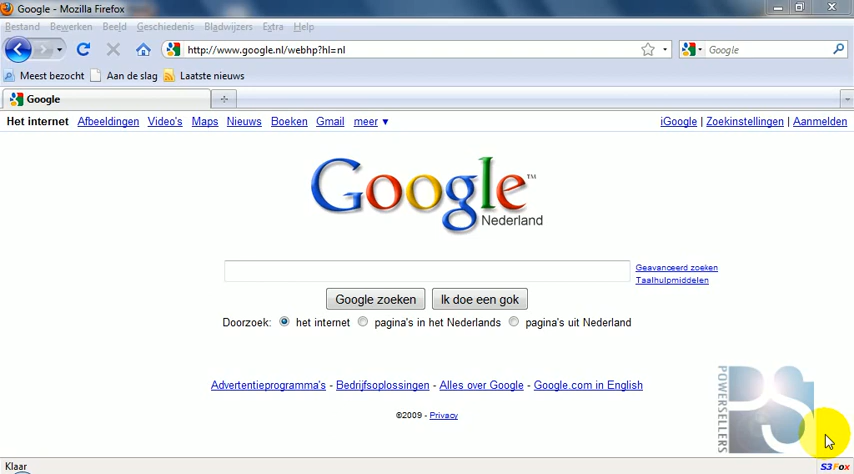 Google - Mozilla Firefox
Bestand Bewerken Beeld Geschiedenis Bladwijzers Extra Help
http://www.google.nl/webhp?hl=nl Google
Meest bezocht Aan de slag Laatste nieuws
Google
Het internet Afbeeldingen Video's Maps Nieuws Boeken Gmail meer ▼ iGoogle | Zoekinstellingen | Aanmelden
Google™
Nederland
Geavanceerd zoeken
Taalhulpmiddelen
Google zoeken Ik doe een gok
Doorzoek: het internet pagina's in het Nederlands pagina's uit Nederland
Advertentieprogramma's - Bedrijfsoplossingen - Alles over Google - Google.com in English
©2009 - Privacy
POWERSELLERS
PS
Klaar S3Fox